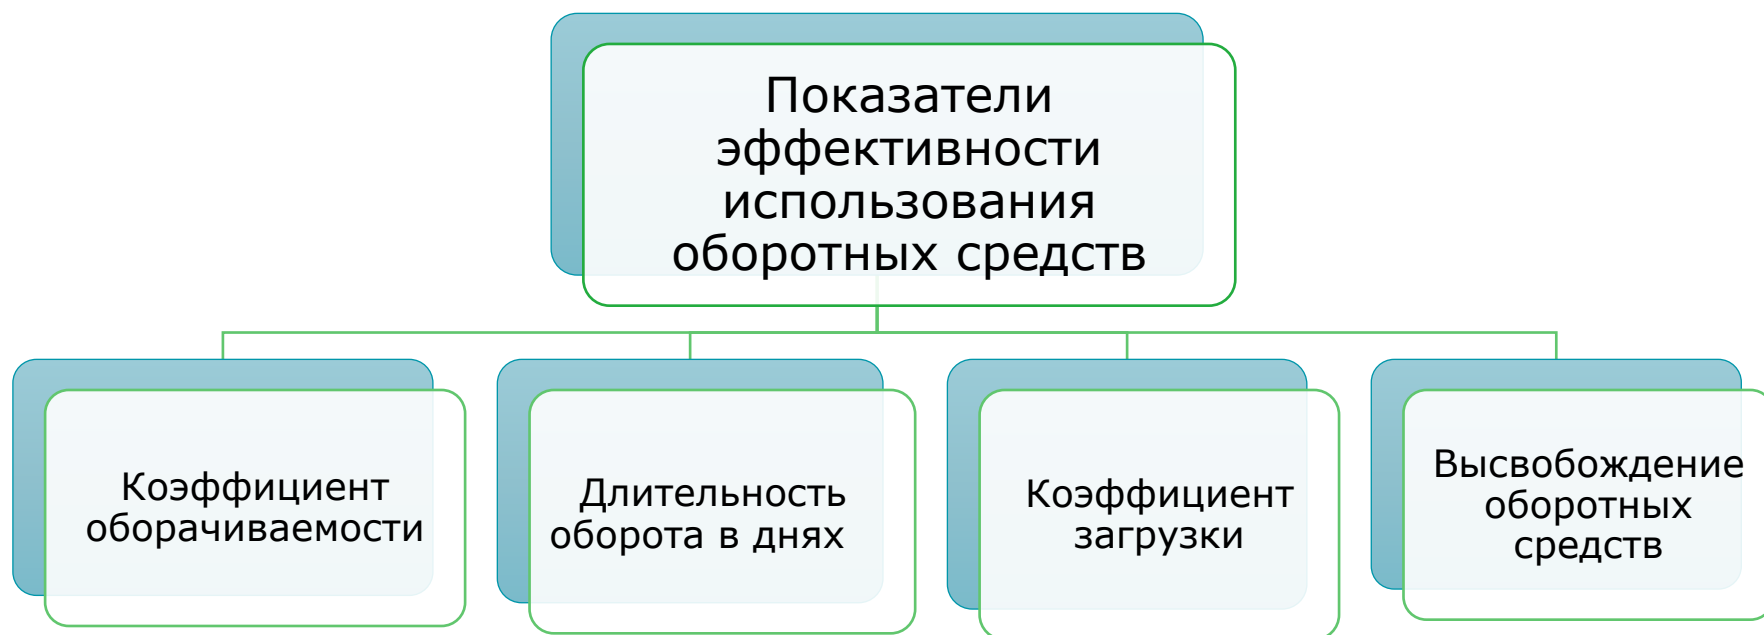 Показатели
эффективности
использования
оборотных средств
Коэффициент
оборачиваемости
Длительность
оборота в днях
Коэффициент
загрузки
Высвобождение
оборотных
средств